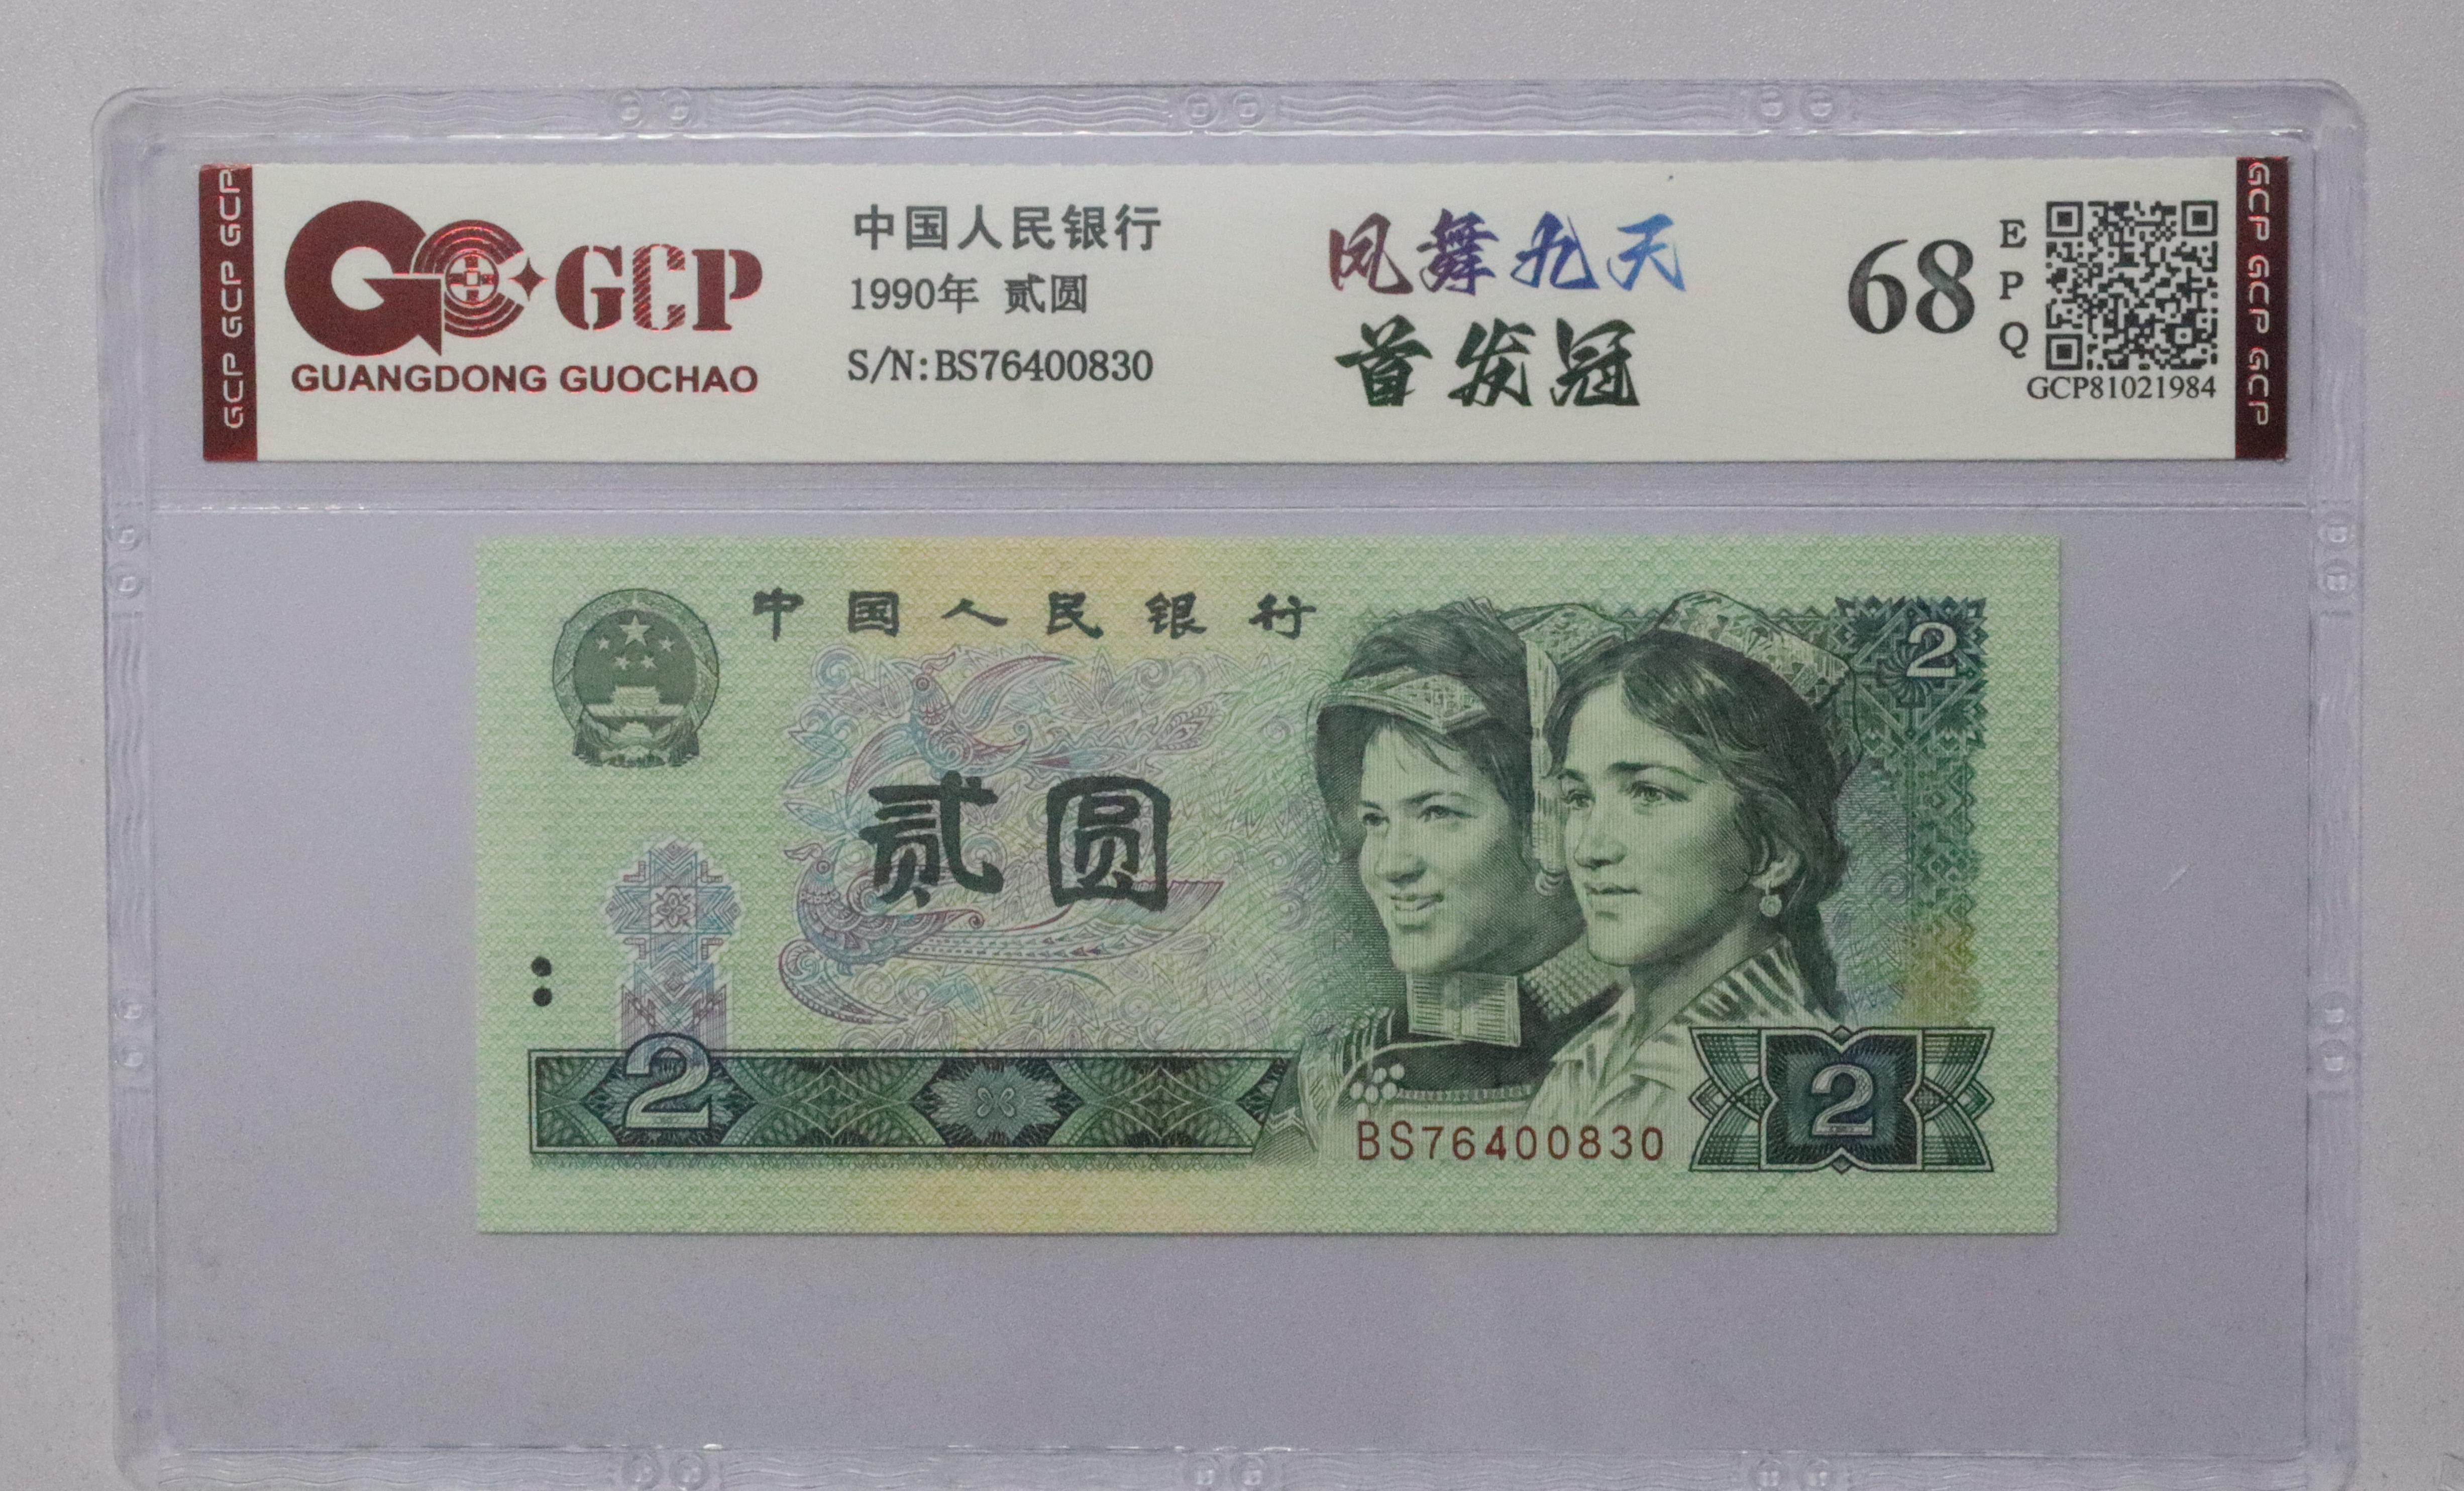 GCP GCP GCP
GCP
GUANGDONG GUOCHAO
中国人民银行
1990年 贰圆
S/N:BS76400830
凤舞九天
首发冠
68
E
P
Q
GCP81021984
GCP GCP GCP
中国人民银行
2
贰圆
2
2
BS76400830